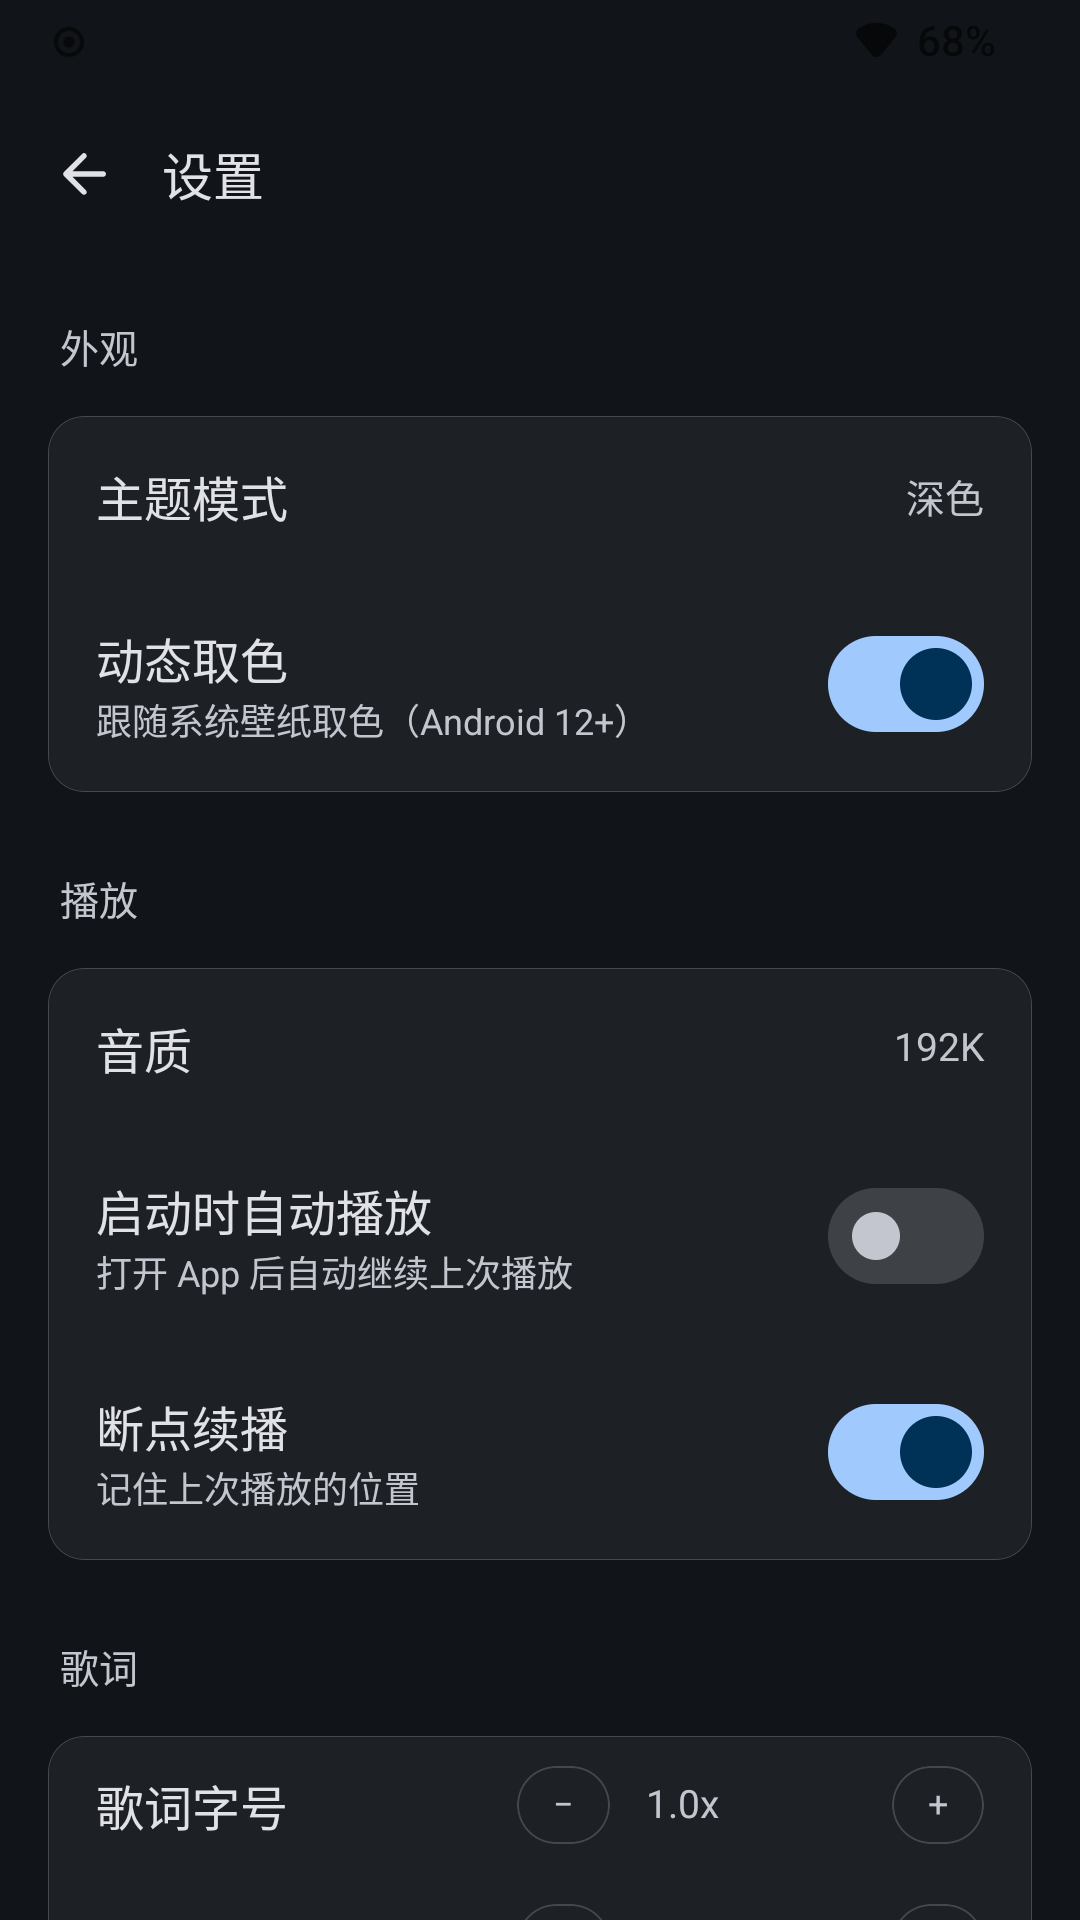 68%
设置
外观
主题模式
深色
动态取色
跟随系统壁纸取色（Android 12+）
播放
音质
192K
启动时自动播放
打开 App 后自动继续上次播放
断点续播
记住上次播放的位置
歌词
歌词字号
− 1.0x +